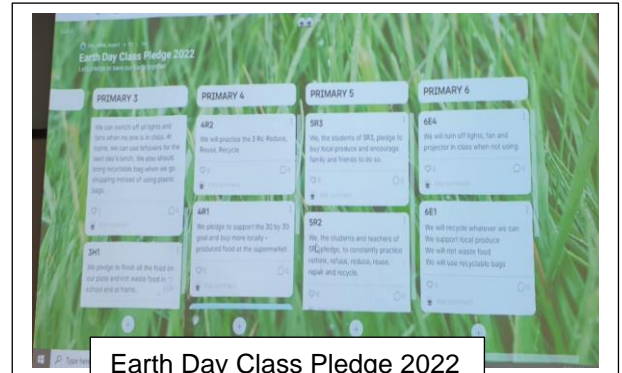 Earth Day Class Pledge 2022
PRIMARY 3
We can switch off all lights and
fans when no one is in class. At
home, we can use leftovers for the
next day's lunch. We also should
bring recyclable bag when we go
shopping instead of using plastic
bags.
3H1
We pledge to finish all the food on
our plate and not waste food in
school and at home.
PRIMARY 4
4R2
We will practise the 3 Rs: Reduce,
Reuse, Recycle
4R1
We pledge to support the 30 by 30
goal and buy more locally -
produced food at the supermarket.
PRIMARY 5
5R3
We, the students of 5R3, pledge to
buy local produce and encourage
family and friends to do so.
5R2
We, the students and teachers of
5R2 pledge, to constantly practise
rethink, refuse, reduce, reuse,
repair and recycle.
PRIMARY 6
6E4
We will turn off lights, fan and
projector in class when not using.
6E1
We will recycle whatever we can
We support local produce
We will not waste food
We will use recyclable bags
Earth Day Class Pledge 2022